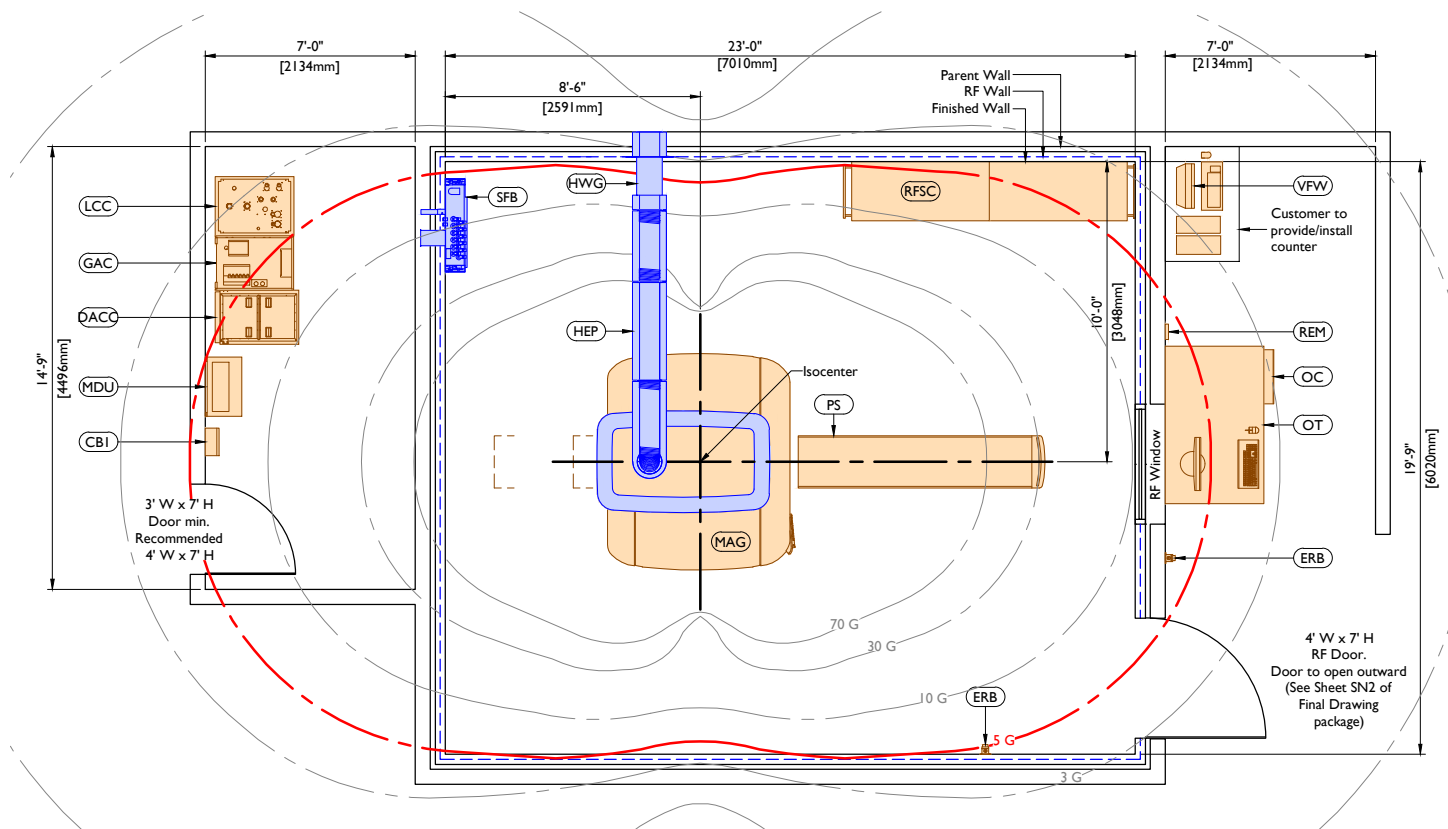 7'-0"
[2134mm]
23'-0"
[7010mm]
7'-0"
[2134mm]
8'-6"
[2591mm]
Parent Wall
RF Wall
Finished Wall
14'-9"
[4496mm]
LCC
GAC
DACC
MDU
CB1
3' W x 7' H
Door min.
Recommended
4' W x 7' H
SFB
HWG
HEP
RFSC
10'-0"
[3048mm]
Isocenter
PS
MAG
RF Window
70 G
30 G
10 G
5 G
3 G
ERB
VFW
Customer to
provide/install
counter
REM
OC
OT
ERB
19'-9"
[6020mm]
4' W x 7' H
RF Door.
Door to open outward
(See Sheet SN2 of
Final Drawing
package)